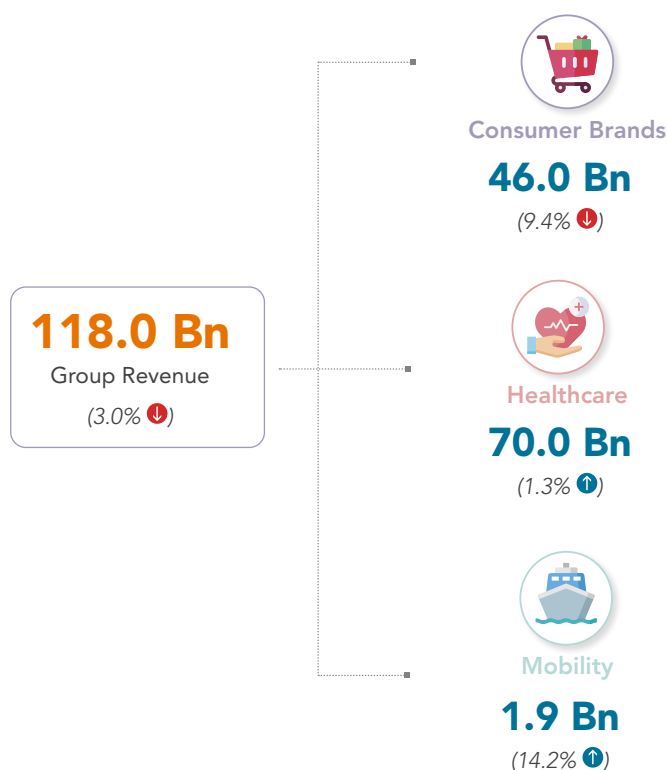 118.0 Bn
Group Revenue
(3.0% ↓)
Consumer Brands
46.0 Bn
(9.4% ↓)
Healthcare
70.0 Bn
(1.3% ↑)
Mobility
1.9 Bn
(14.2% ↑)